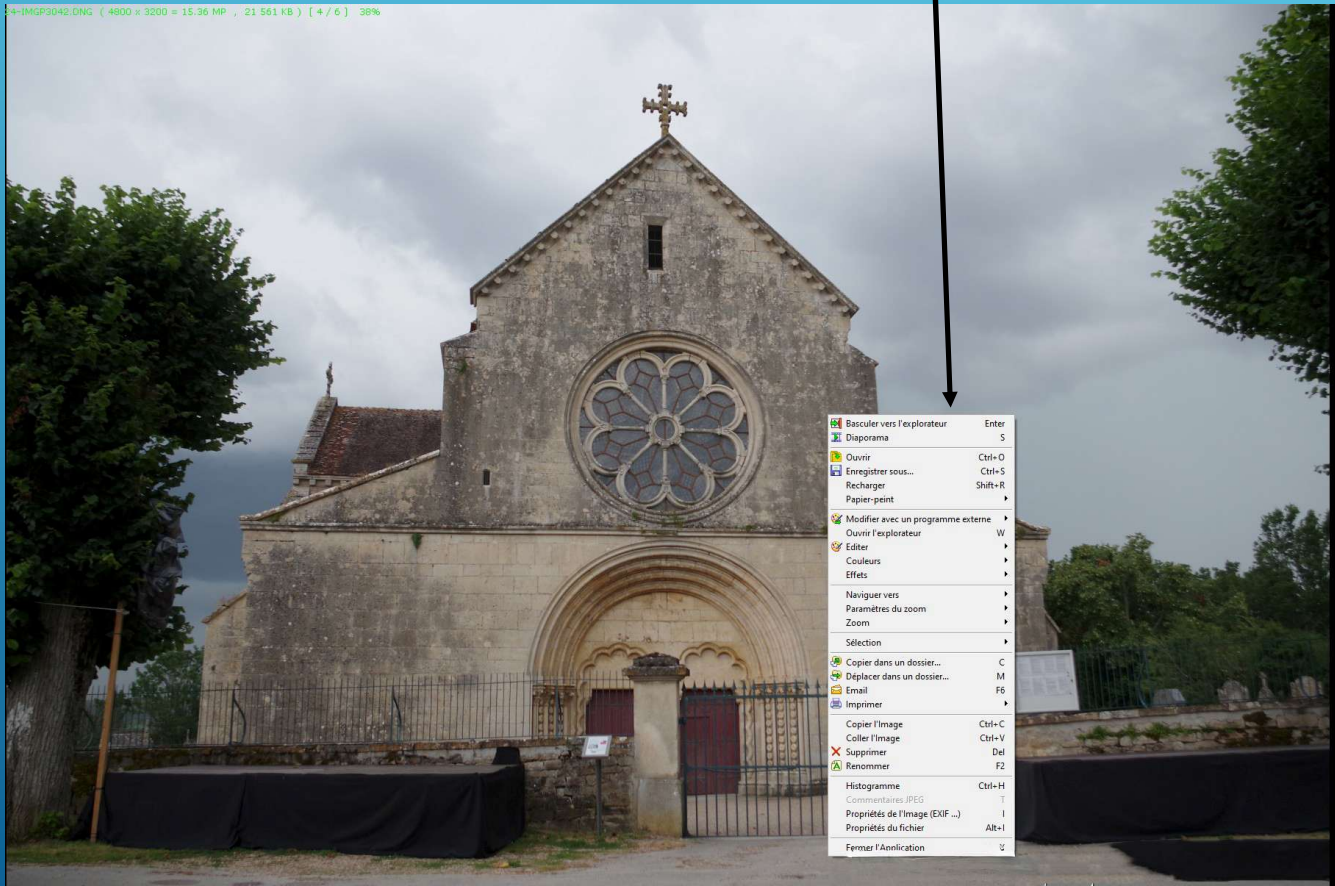 24-IMGP3042.DNG ( 4800 x 3200 = 15.36 MP , 21 561 KB ) [ 4 / 6 ] 38%
Basculer vers l'explorateur Enter
Diaporama S
Ouvrir Ctrl+O
Enregistrer sous... Ctrl+S
Recharger Shift+R
Papier-peint
Modifier avec un programme externe
Ouvrir l'explorateur W
Editer
Couleurs
Effets
Naviguer vers
Paramètres du zoom
Zoom
Sélection
Copier dans un dossier... C
Déplacer dans un dossier... M
Email F6
Imprimer
Copier l'Image Ctrl+C
Coller l'Image Ctrl+V
Supprimer Del
Renommer F2
Histogramme Ctrl+H
Commentaires JPEG T
Propriétés de l'Image (EXIF ...) I
Propriétés du fichier Alt+I
Fermer l'Application X